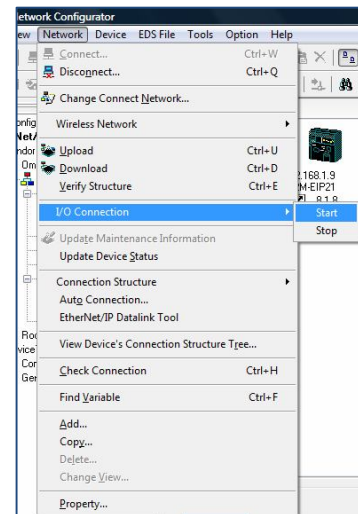 Network Configurator
Network Device EDS File Tools Option Help
Connect... Ctrl+W
Disconnect... Ctrl+Q
Change Connect Network...
Wireless Network
Upload Ctrl+U
Download Ctrl+D
Verify Structure Ctrl+E
I/O Connection
Start
Stop
Update Maintenance Information
Update Device Status
Connection Structure
Auto Connection...
EtherNet/IP Datalink Tool
View Device's Connection Structure Tree...
Check Connection Ctrl+H
Find Variable Ctrl+F
Add...
Copy...
Delete...
Change View...
Property...
2.168.1.9
M-EIP21